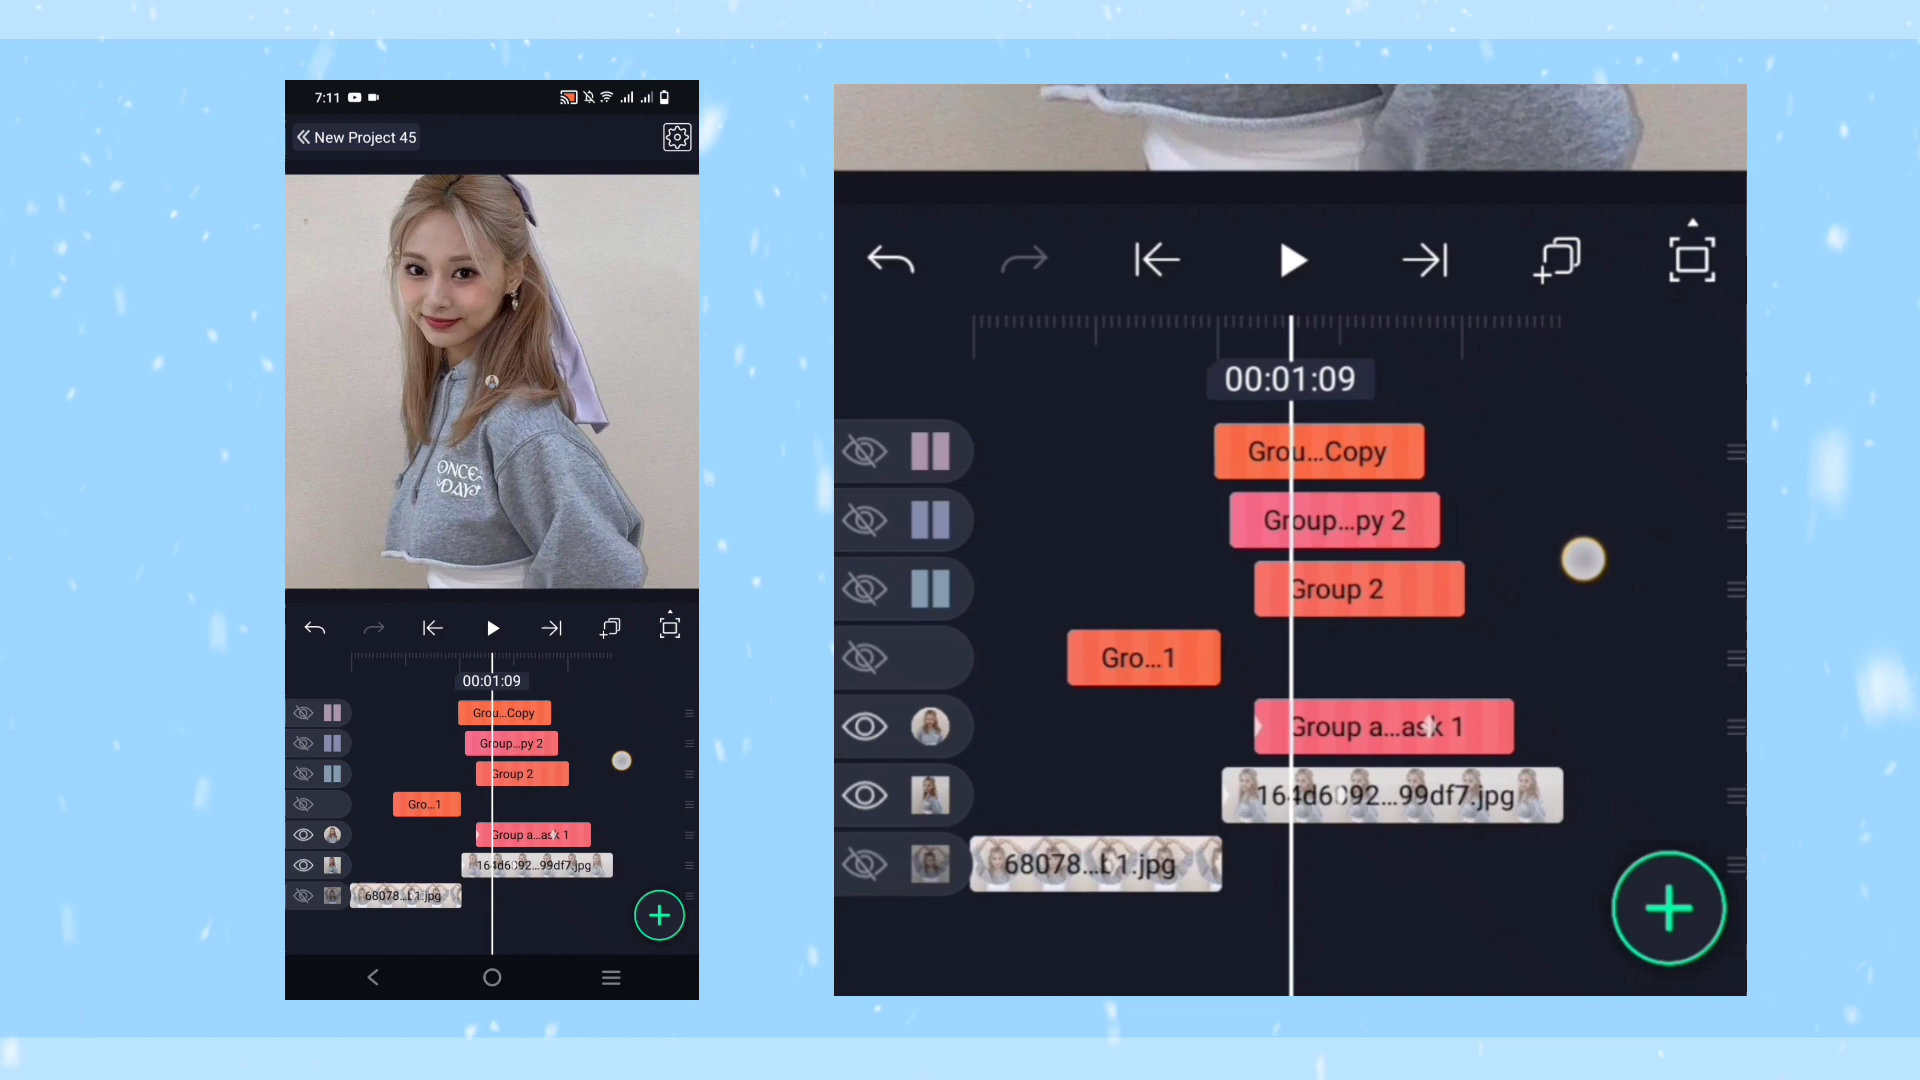 7:11
New Project 45
ONCE
DAY
00:01:09
Grou...Copy
Group...py 2
Group 2
Gro...1
Group a...ask 1
164d6092...99df7.jpg
68078...1.jpg
00:01:09
Grou...Copy
Group...py 2
Group 2
Gro...1
Group a...ask 1
164d6092...99df7.jpg
68078...1.jpg